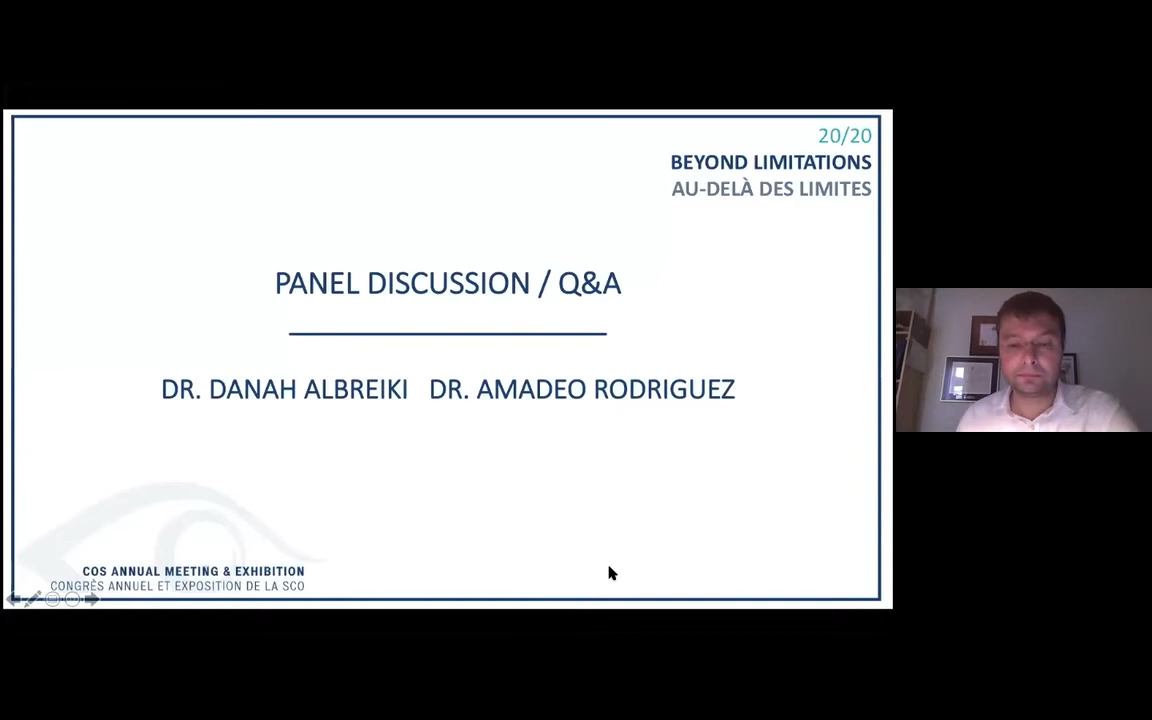 20/20
BEYOND LIMITATIONS
AU-DELÀ DES LIMITES
PANEL DISCUSSION / Q&A
DR. DANAH ALBREIKI DR. AMADEO RODRIGUEZ
COS ANNUAL MEETING & EXHIBITION
CONGRÈS ANNUEL ET EXPOSITION DE LA SCO